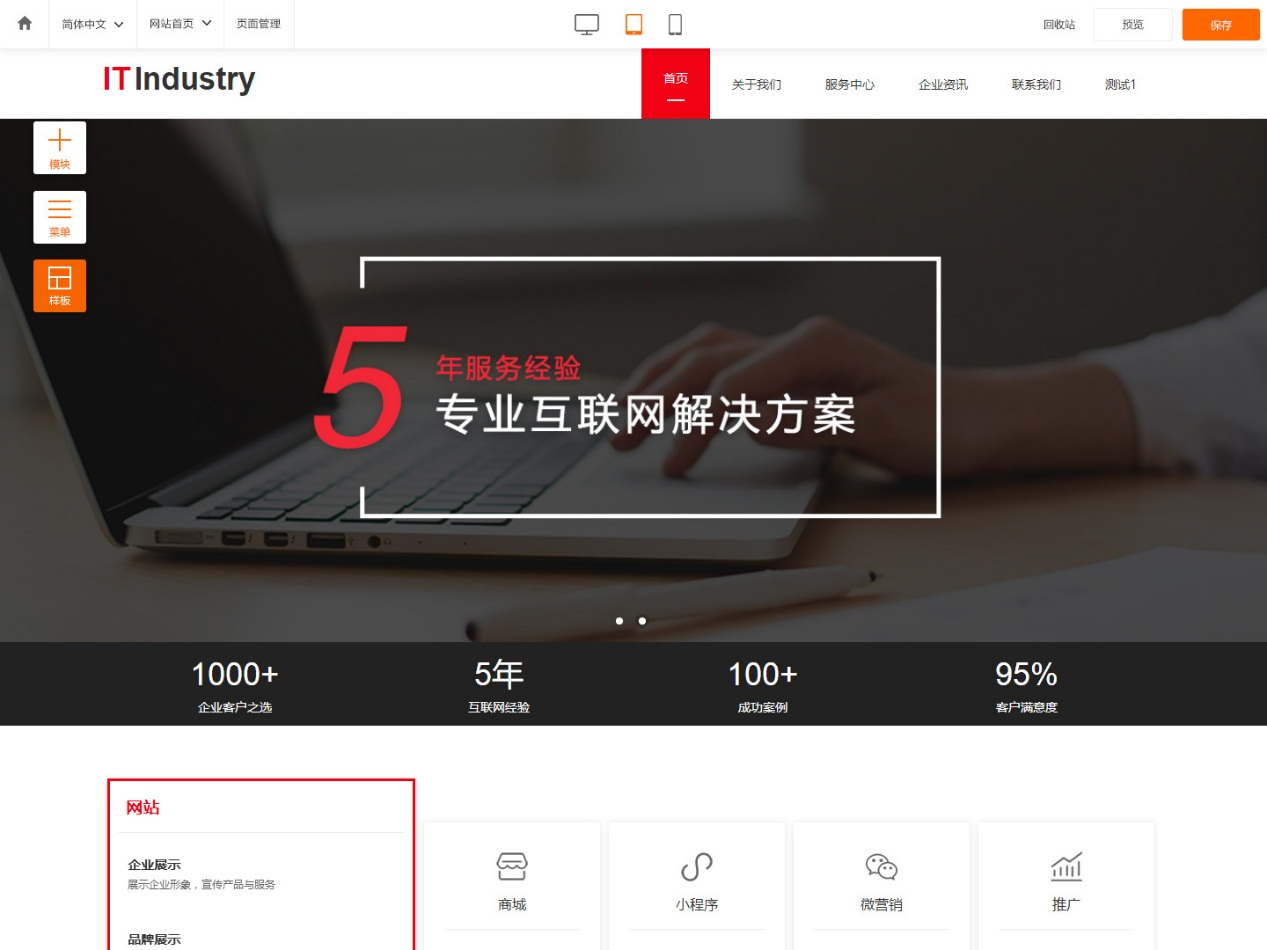 简体中文
网站首页
页面管理
回收站
预览
保存
IT Industry
首页
关于我们
服务中心
企业资讯
联系我们
测试1
模块
菜单
样板
5
年服务经验
专业互联网解决方案
1000+
企业客户之选
5年
互联网经验
100+
成功案例
95%
客户满意度
网站
企业展示
展示企业形象，宣传产品与服务
品牌展示
商城
小程序
微营销
推广